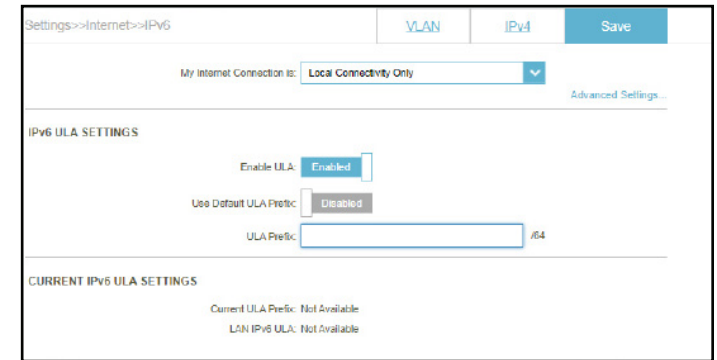 Settings>>Internet>>IPv6 VLAN IPv4 Save
My Internet Connection is: Local Connectivity Only
Advanced Settings...
IPv6 ULA SETTINGS
Enable ULA: Enabled
Use Default ULA Prefix: Disabled
ULA Prefix: /64
CURRENT IPv6 ULA SETTINGS
Current ULA Prefix: Not Available
LAN IPv6 ULA: Not Available